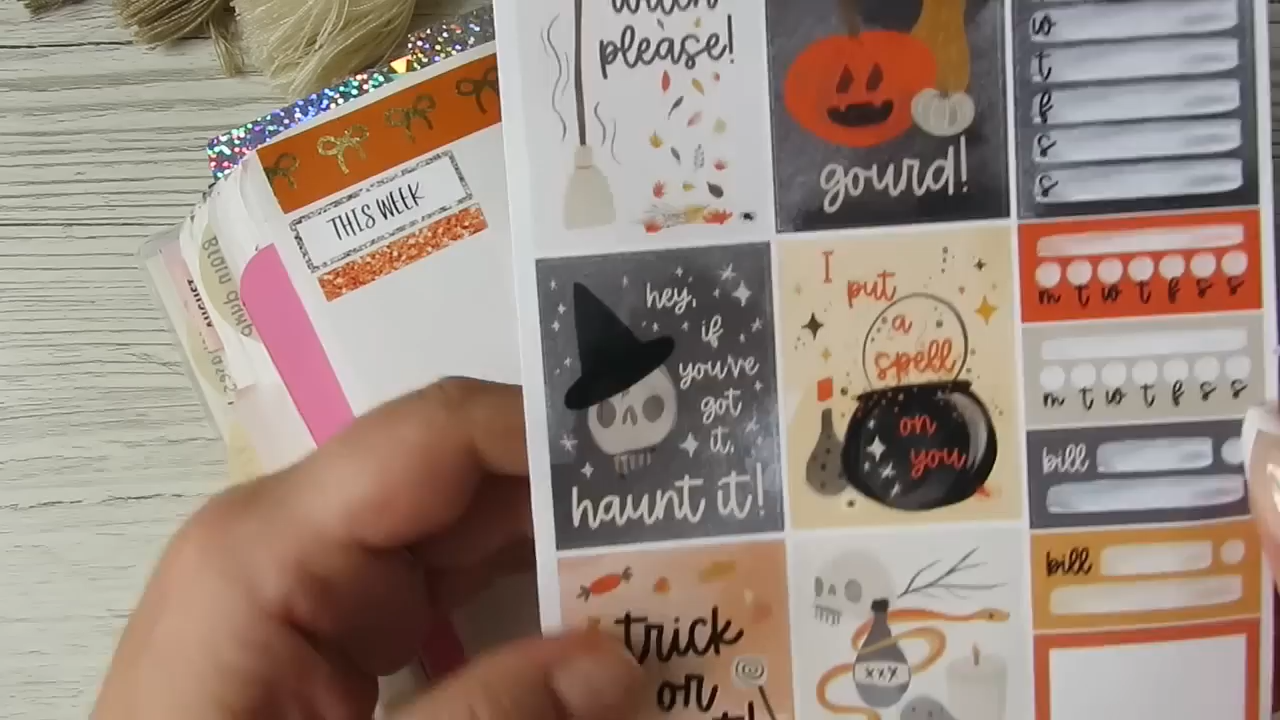 please!
gourd!
s
t
f
s
s
THIS WEEK
hey,
if
you've
got
it,
haunt it!
I
put
a
spell
on
you
m t w t f s s
m t w t f s s
bill
bill
trick
or
xxx